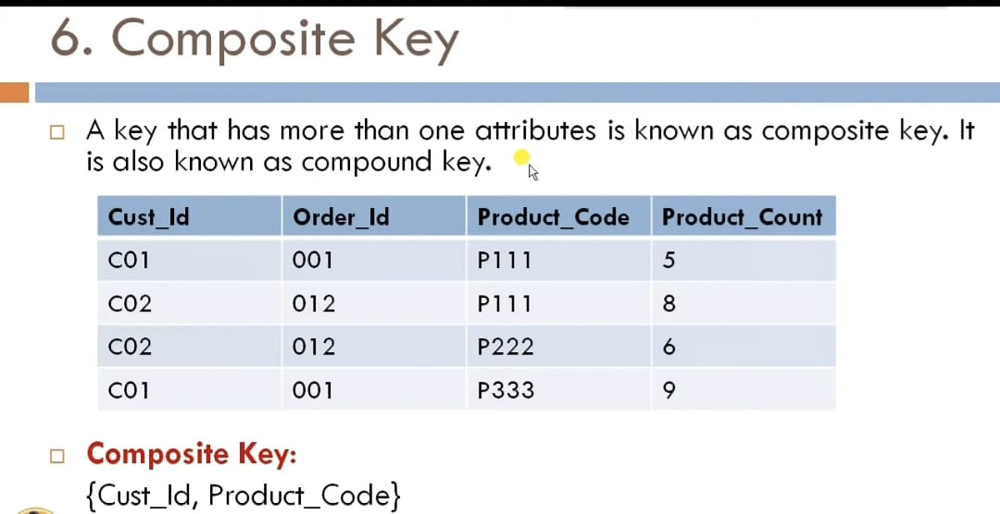 6. Composite Key
A key that has more than one attributes is known as composite key. It
is also known as compound key.
Cust_Id Order_Id Product_Code Product_Count
C01 001 P111 5
C02 012 P111 8
C02 012 P222 6
C01 001 P333 9
Composite Key:
{Cust_Id, Product_Code}